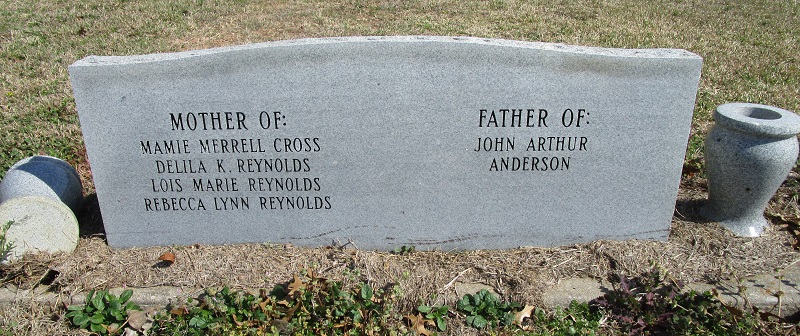 MOTHER OF:
MAMIE MERRELL CROSS
DELILA K. REYNOLDS
LOIS MARIE REYNOLDS
REBECCA LYNN REYNOLDS
FATHER OF:
JOHN ARTHUR
ANDERSON